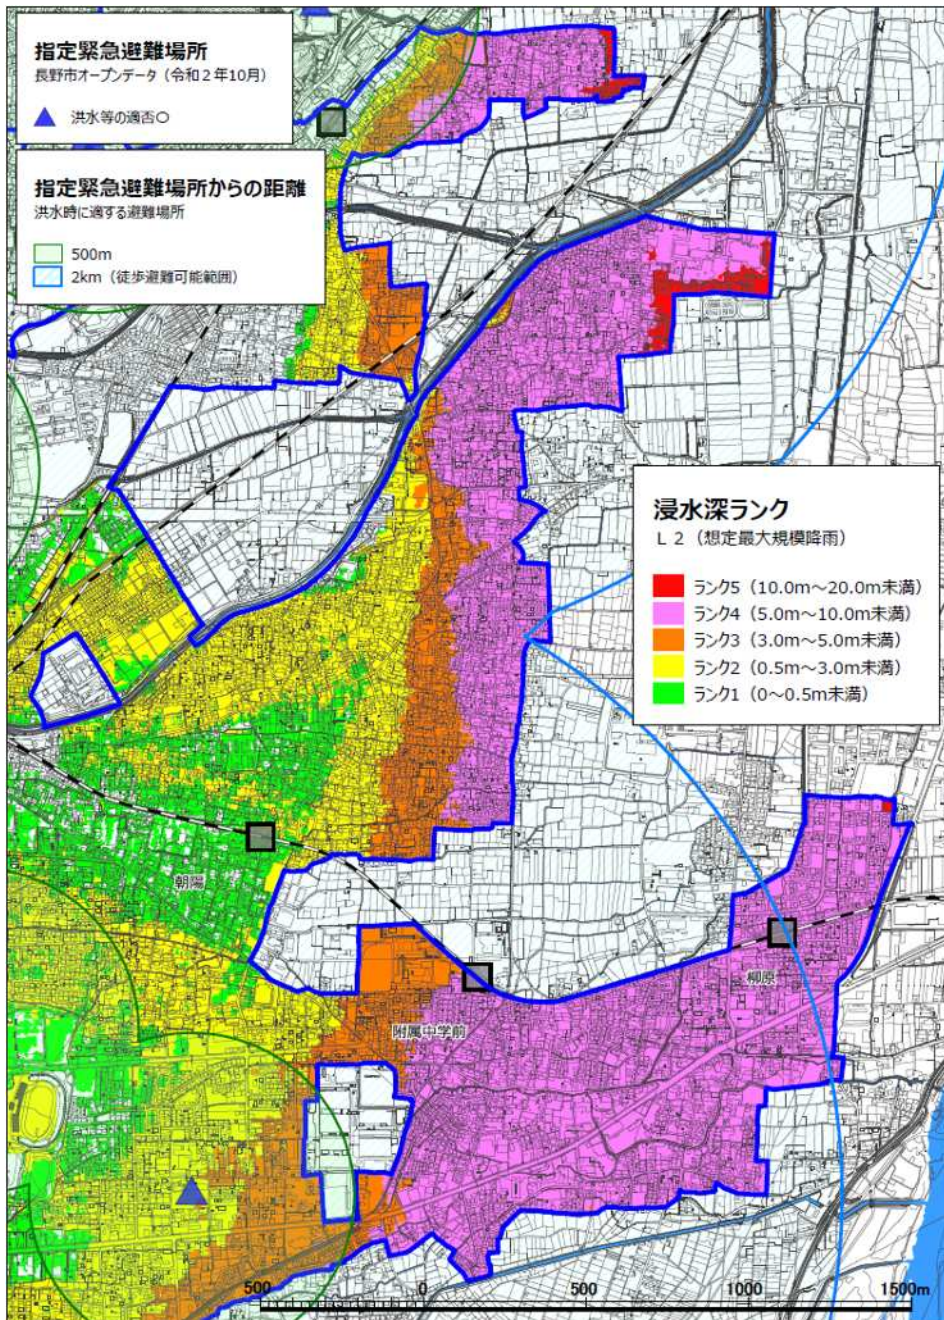 指定緊急避難場所
長野市オープンデータ（令和２年10月）
洪水等の適否〇
指定緊急避難場所からの距離
洪水時に適する避難場所
500m
2km（徒歩避難可能範囲）
浸水深ランク
Ｌ２（想定最大規模降雨）
ランク5（10.0m～20.0m未満）
ランク4（5.0m～10.0m未満）
ランク3（3.0m～5.0m未満）
ランク2（0.5m～3.0m未満）
ランク1（0～0.5m未満）
朝陽
柳原
附属中学前
500 0 500 1000 1500m